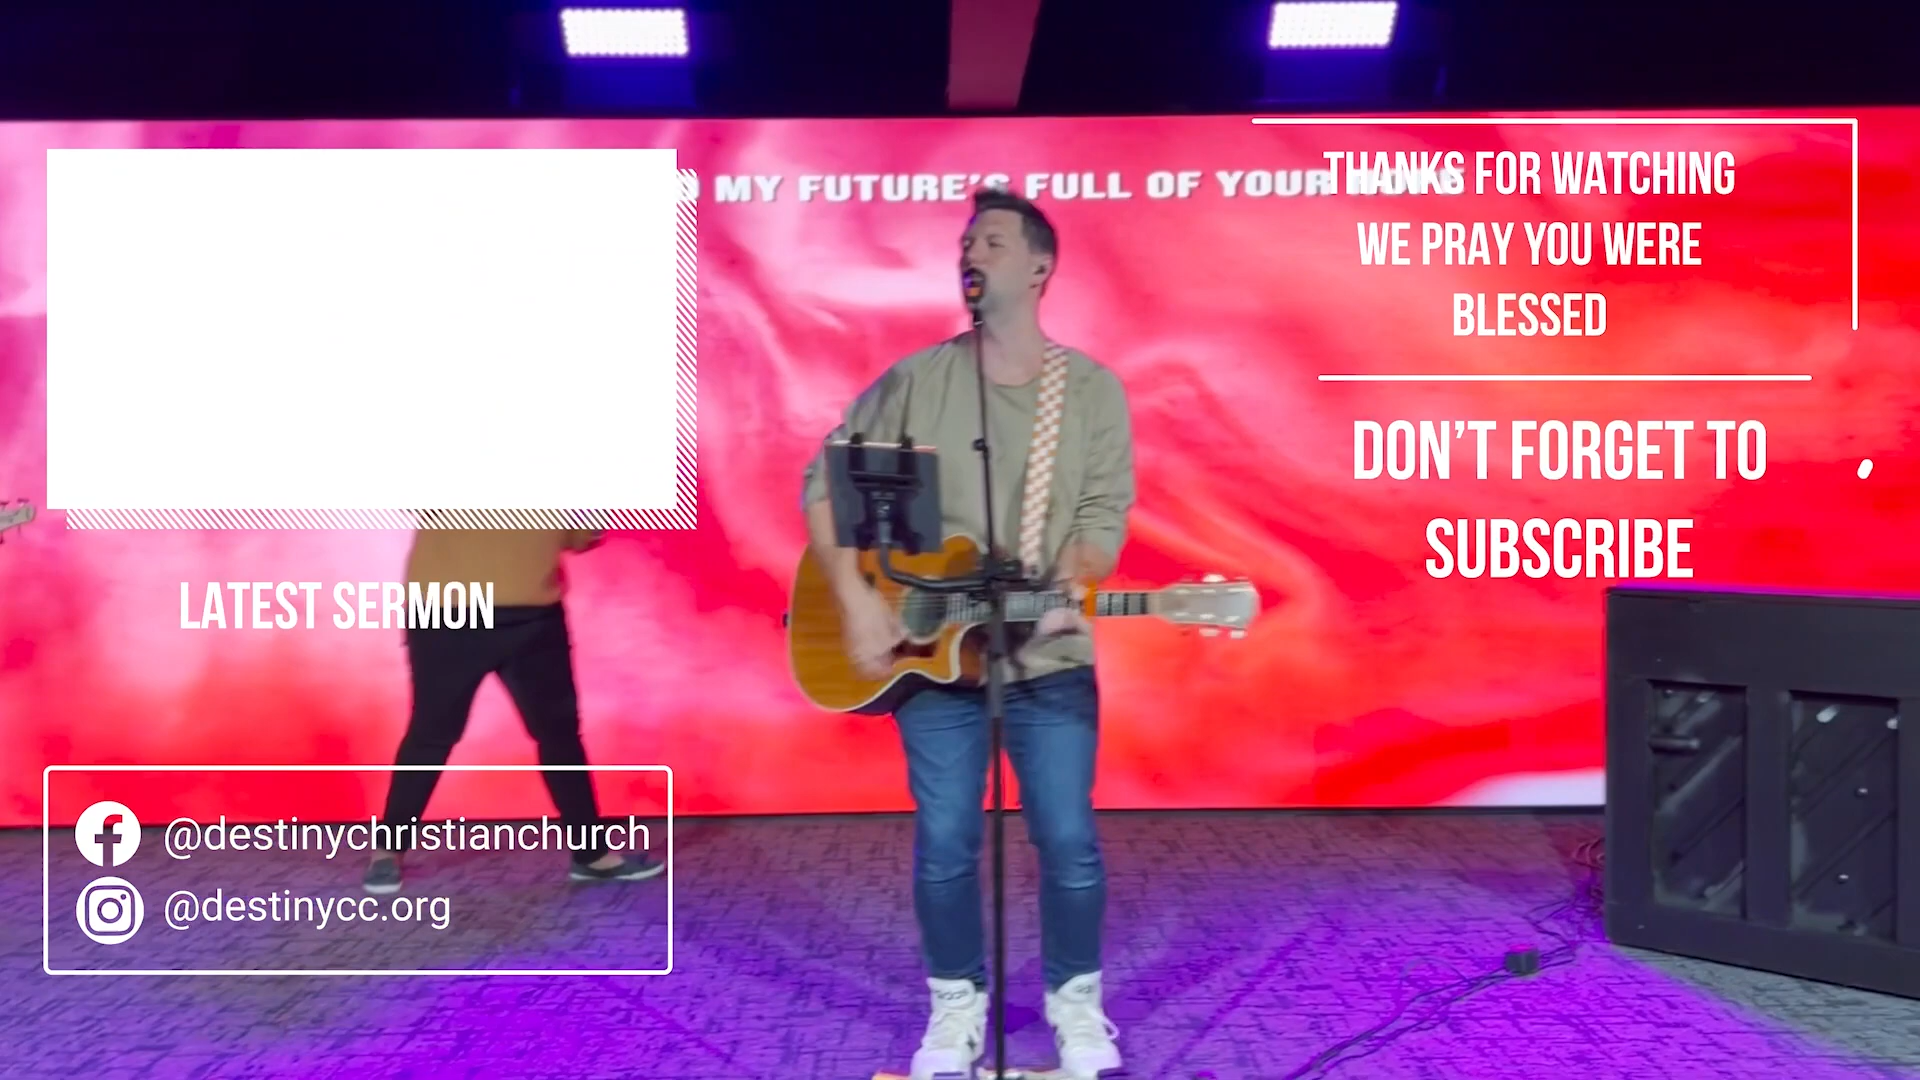 MY FUTURE'S FULL OF YOUR
THANKS FOR WATCHING
WE PRAY YOU WERE
BLESSED
DON'T FORGET TO
SUBSCRIBE
LATEST SERMON
@destinychristianchurch
@destinycc.org